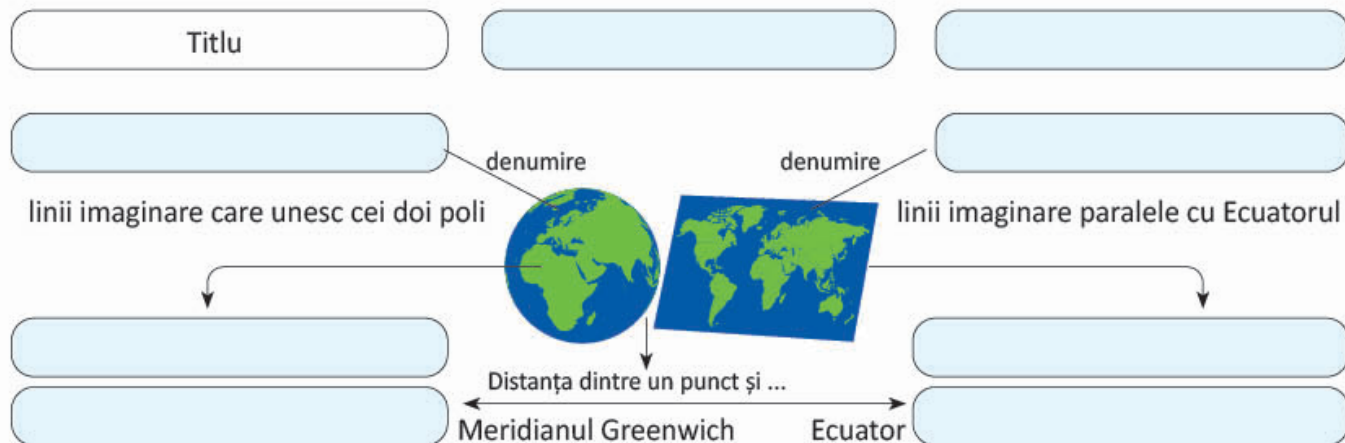 Titlu
denumire
denumire
linii imaginare care unesc cei doi poli
linii imaginare paralele cu Ecuatorul
Distanța dintre un punct și ...
Meridianul Greenwich
Ecuator